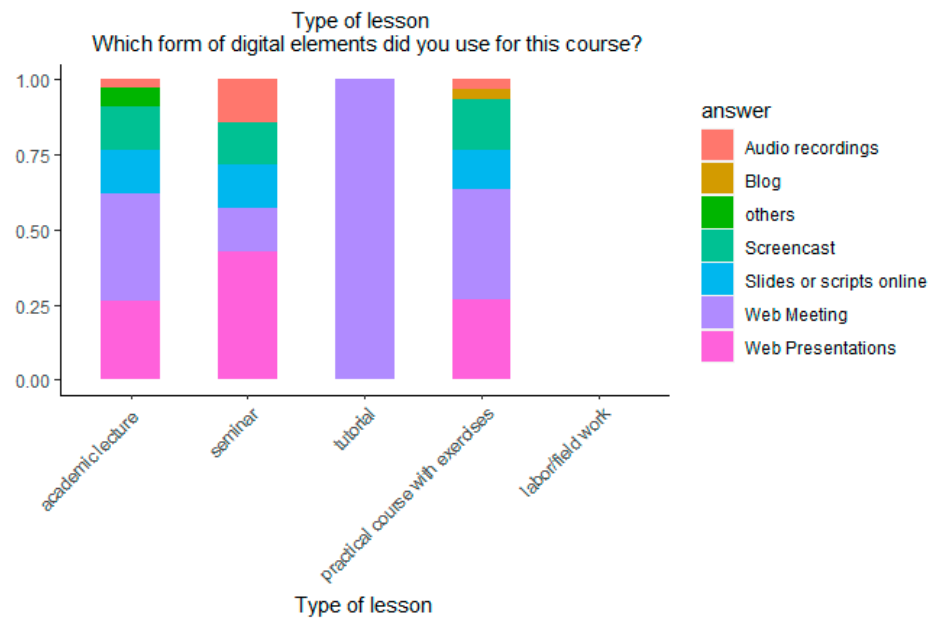 Type of lesson
Which form of digital elements did you use for this course?
1.00
0.75
0.50
0.25
0.00
academic lecture
seminar
tutorial
practical course with exercises
labor/field work
Type of lesson
answer
Audio recordings
Blog
others
Screencast
Slides or scripts online
Web Meeting
Web Presentations